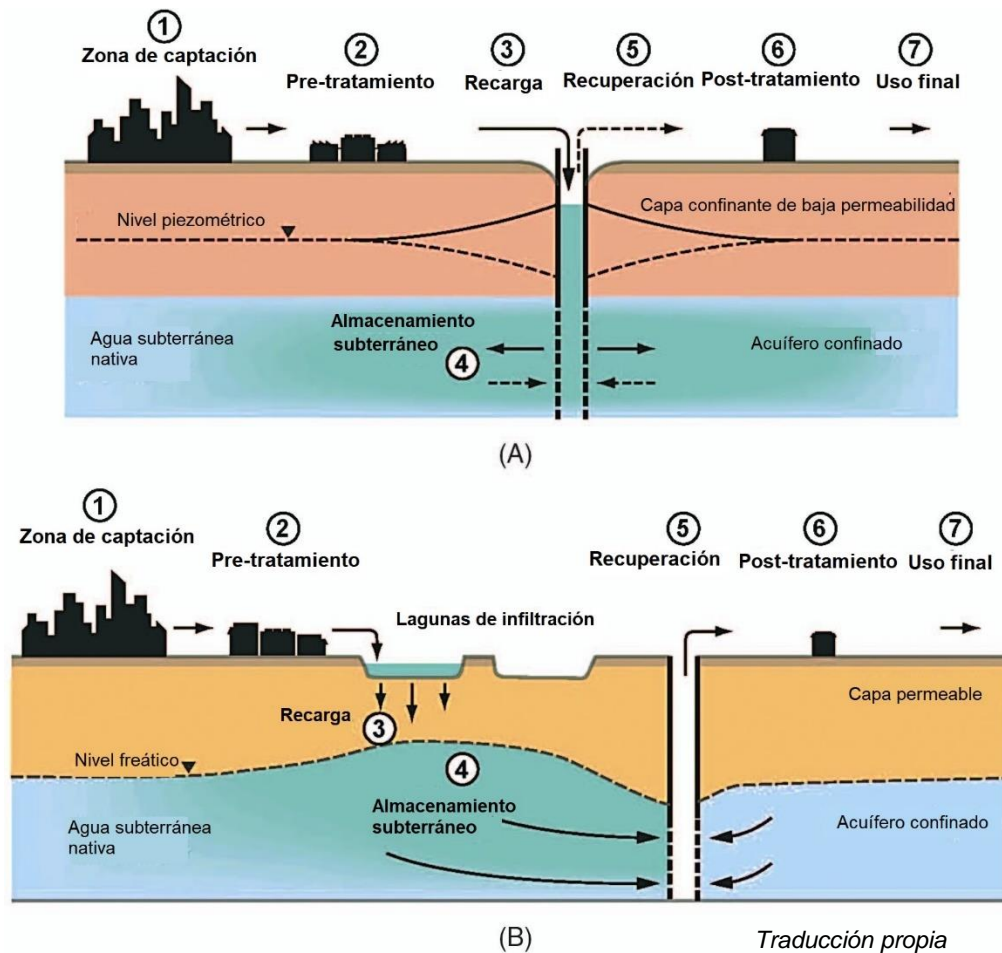 ①
Zona de captación
②
Pre-tratamiento
③
Recarga
⑤
Recuperación
⑥
Post-tratamiento
⑦
Uso final
Nivel piezométrico
Capa confinante de baja permeabilidad
Agua subterránea
nativa
Almacenamiento
subterráneo
④
Acuífero confinado
(A)
①
Zona de captación
②
Pre-tratamiento
⑤
Recuperación
⑥
Post-tratamiento
⑦
Uso final
Lagunas de infiltración
Recarga
③
Capa permeable
Nivel freático
④
Almacenamiento
subterráneo
Agua subterránea
nativa
Acuífero confinado
(B)
Traducción propia